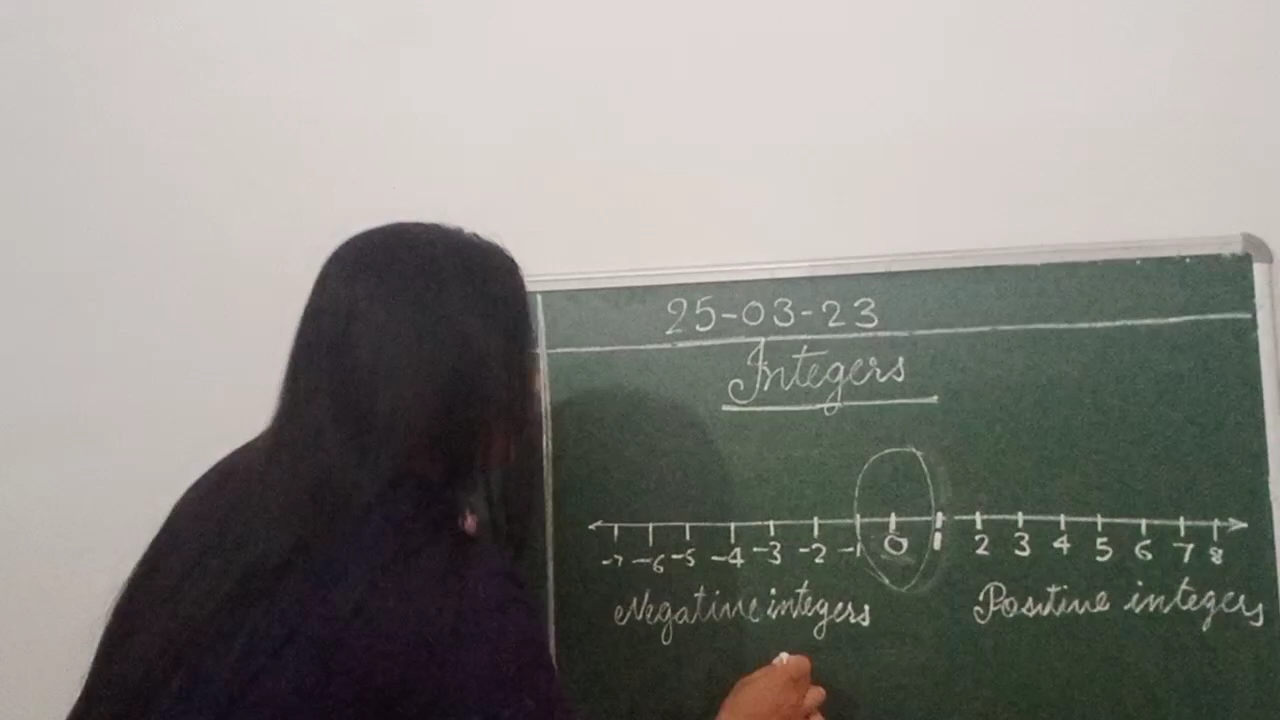 25-03-23
Integers
-7 -6 -5 -4 -3 -2 -1 0 1 2 3 4 5 6 7 8
Negative integers Positive integers